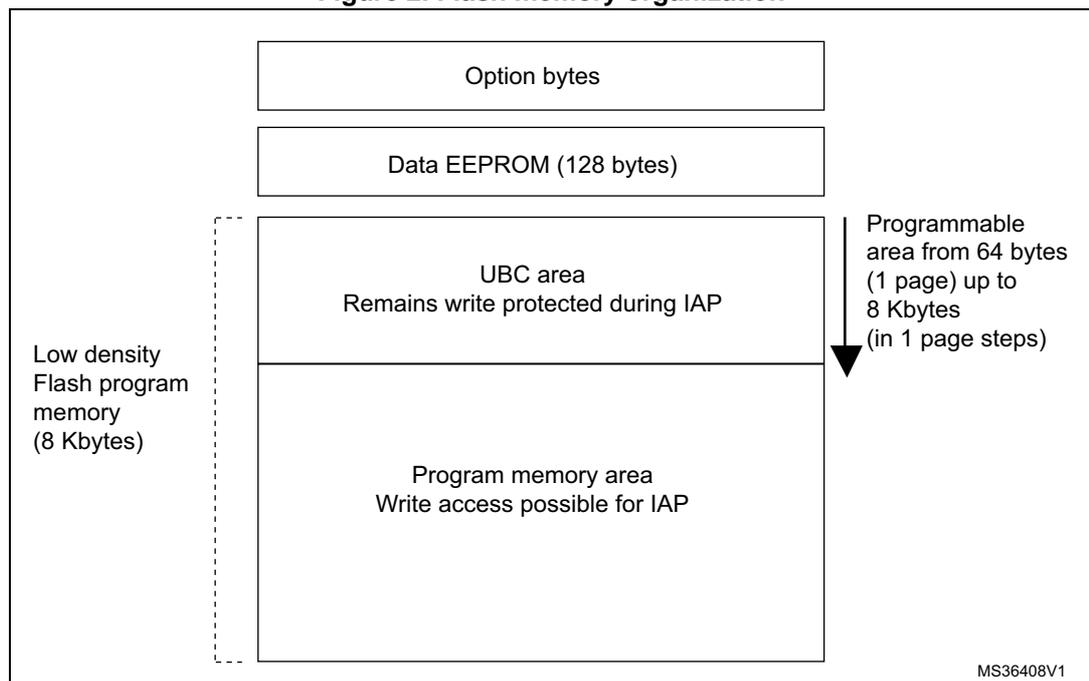 Option bytes
Data EEPROM (128 bytes)
Programmable
area from 64 bytes
(1 page) up to
8 Kbytes
(in 1 page steps)
UBC area
Remains write protected during IAP
Low density
Flash program
memory
(8 Kbytes)
Program memory area
Write access possible for IAP
MS36408V1